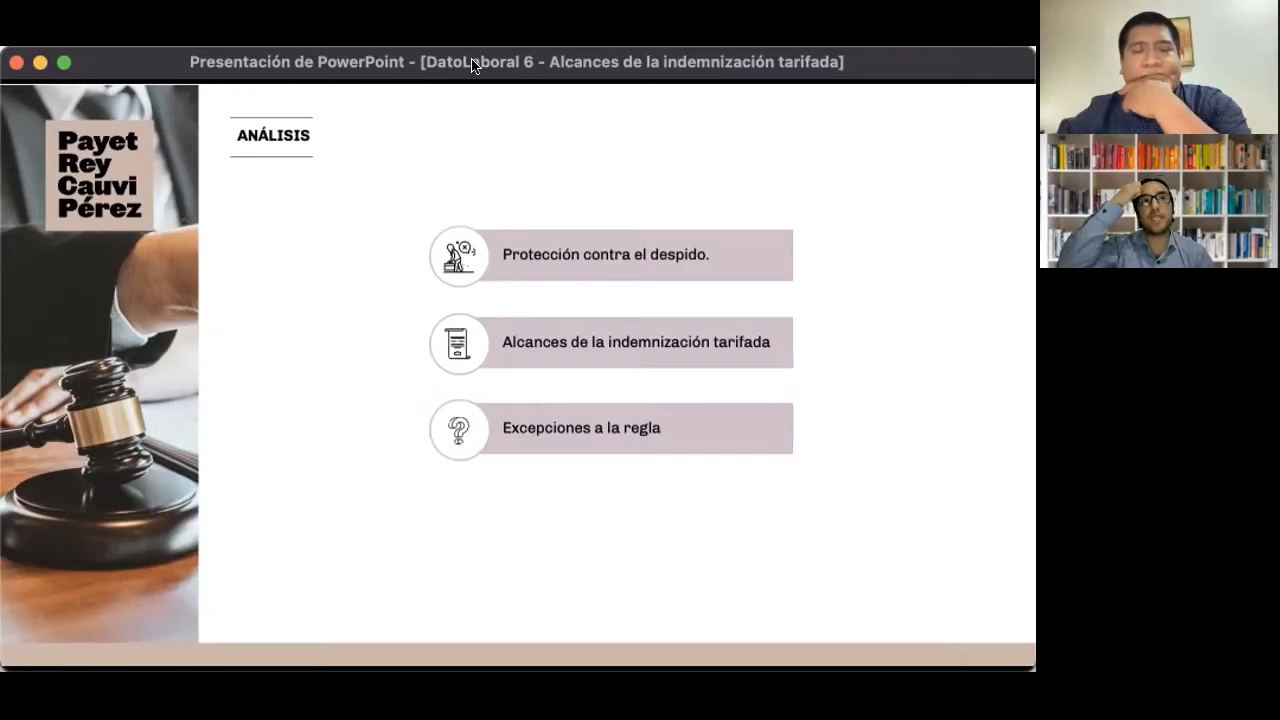 Presentación de PowerPoint - [DatoLaboral 6 - Alcances de la indemnización tarifada]
Payet
Rey
Cauvi
Pérez
ANÁLISIS
Protección contra el despido.
Alcances de la indemnización tarifada
Excepciones a la regla